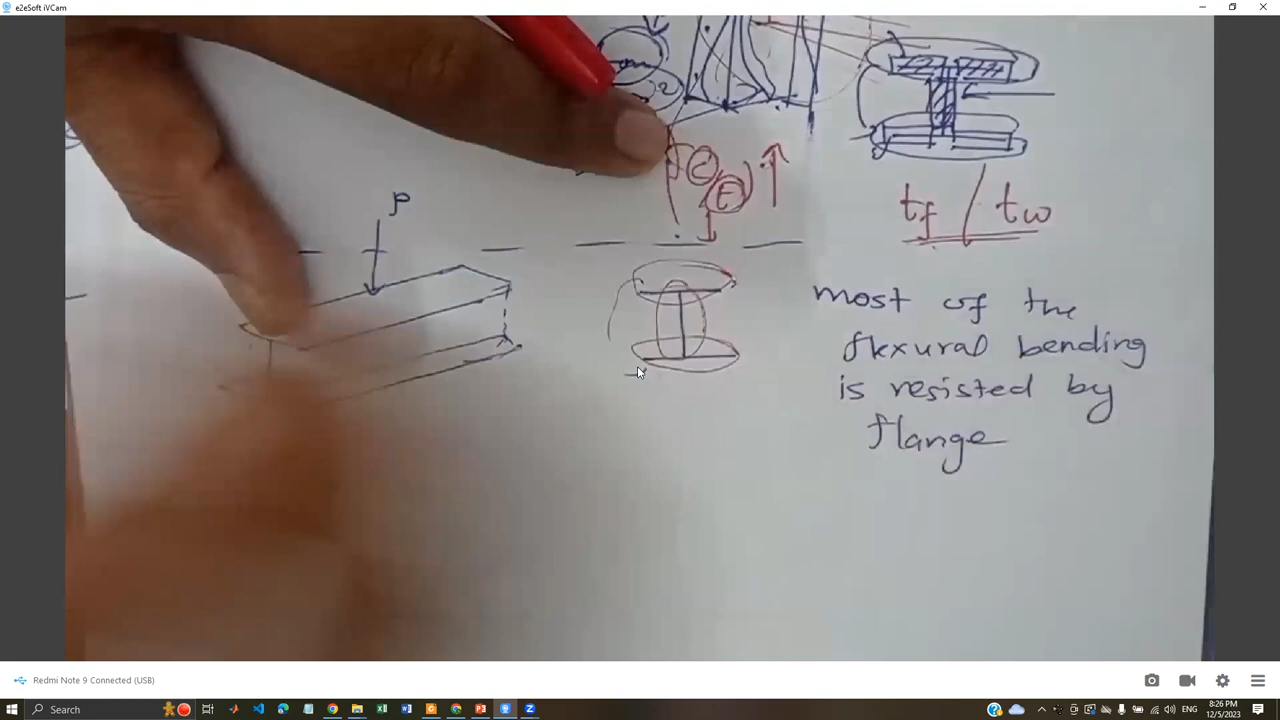 e2eSoft iVCam
2
C
E
tf / tw
P
most of the
flexural bending
is resisted by
flange
Redmi Note 9 Connected (USB)
Search
ENG
8:26 PM
12/5/2023